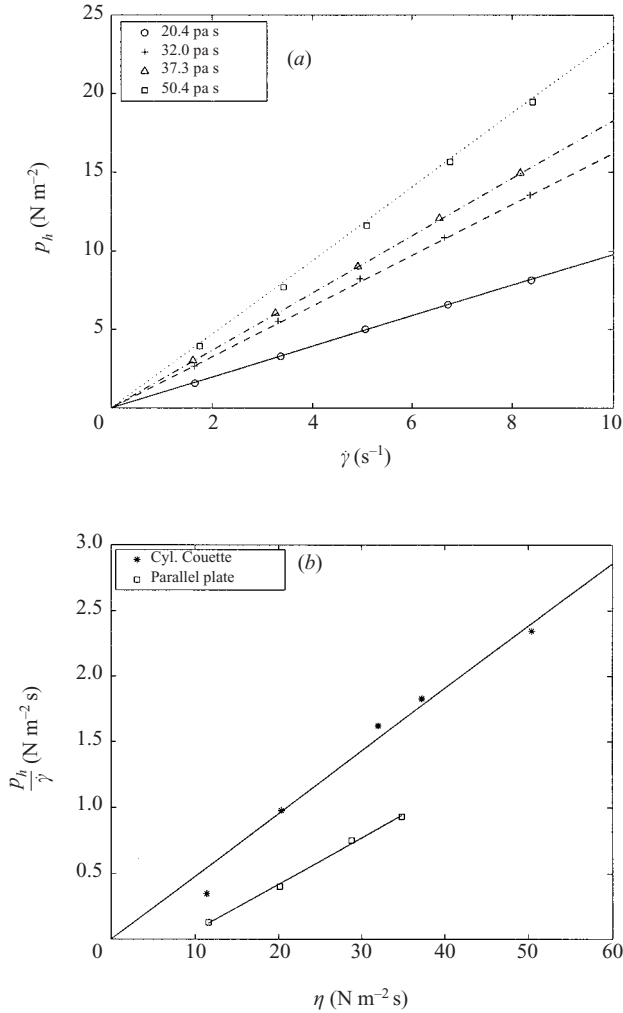 25
20
15
10
5
0
p_h (N m⁻²)
20.4 pa s
32.0 pa s
37.3 pa s
50.4 pa s
(a)
2 4 6 8 10
γ̇ (s⁻¹)
3.0
2.5
2.0
1.5
1.0
0.5
0
p_h / γ̇ (N m⁻² s)
Cyl. Couette
Parallel plate
(b)
10 20 30 40 50 60
η (N m⁻² s)